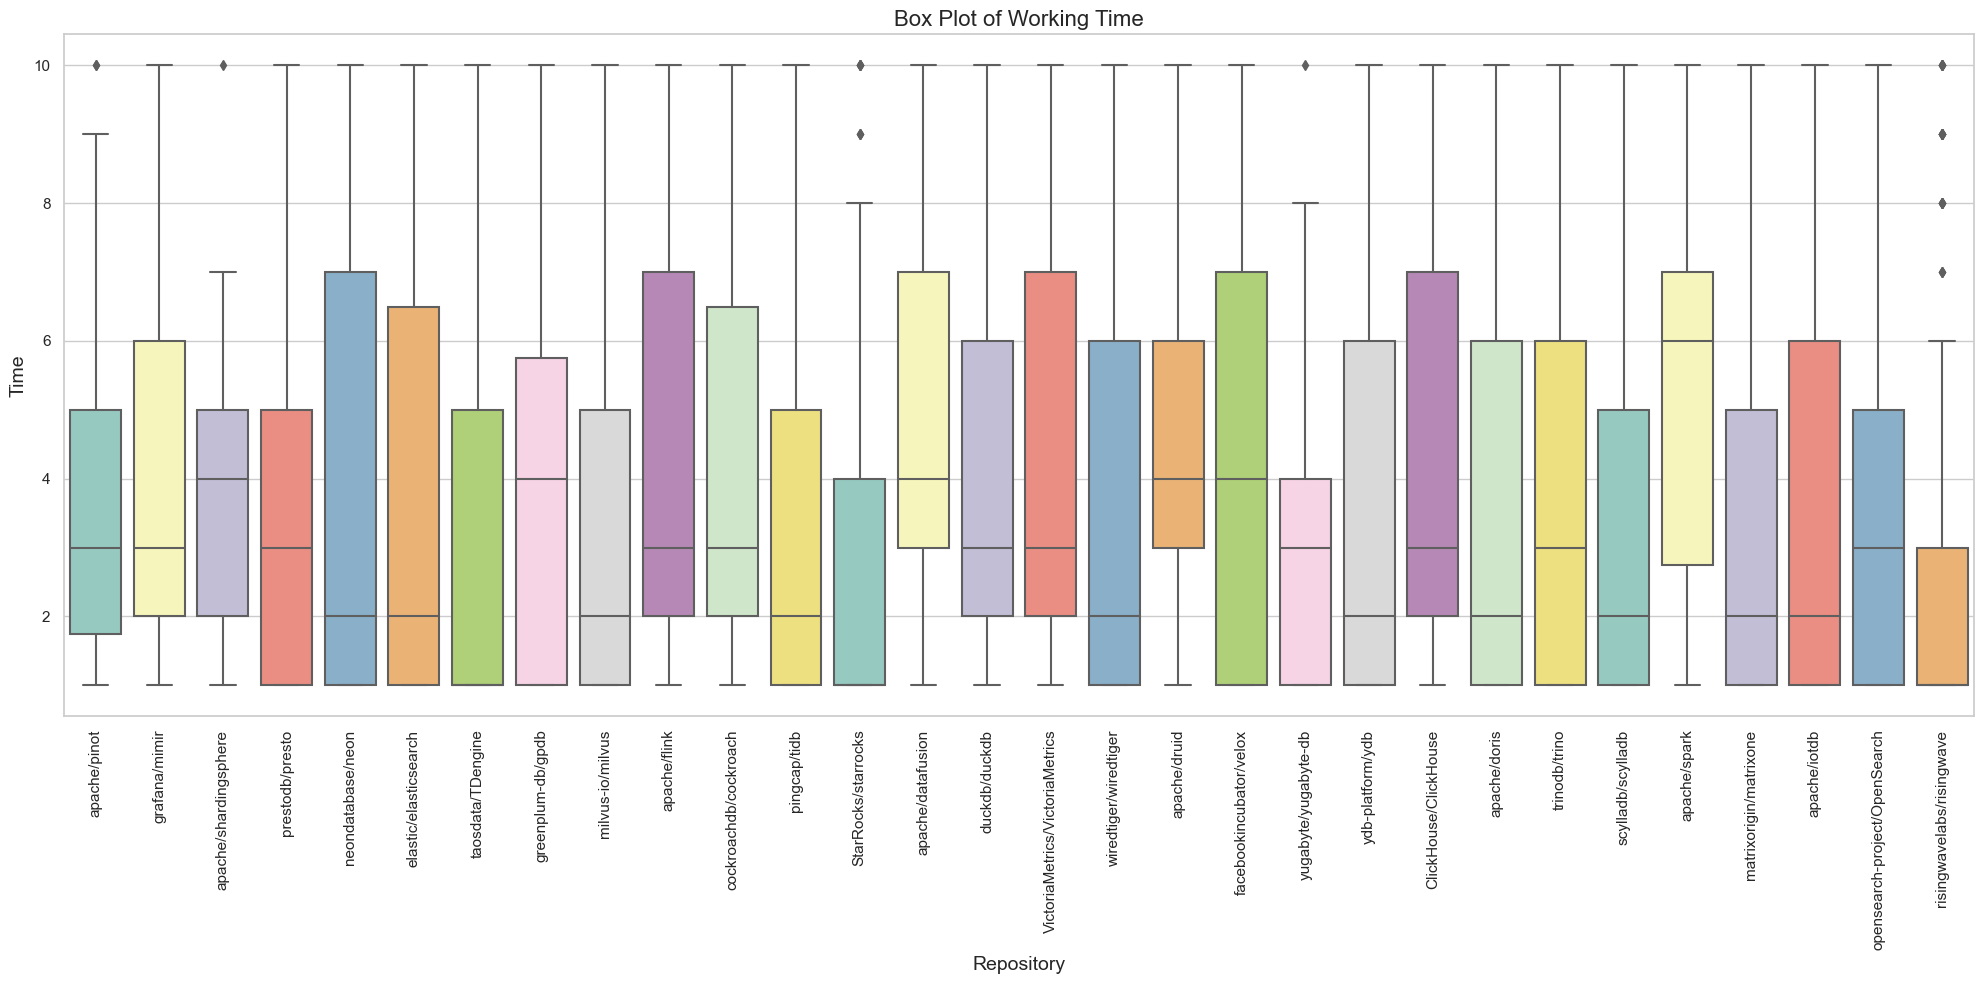 Box Plot of Working Time
Time
10
8
6
4
2
apache/pinot
grafana/mimir
apache/shardingsphere
prestodb/presto
neondatabase/neon
elastic/elasticsearch
taosdata/TDengine
greenplum-db/gpdb
milvus-io/milvus
apache/flink
cockroachdb/cockroach
pingcap/tidb
StarRocks/starrocks
apache/datafusion
duckdb/duckdb
VictoriaMetrics/VictoriaMetrics
wiredtiger/wiredtiger
apache/druid
facebookincubator/velox
yugabyte/yugabyte-db
ydb-platform/ydb
ClickHouse/ClickHouse
apache/doris
trinodb/trino
scylladb/scylladb
apache/spark
matrixorigin/matrixone
apache/iotdb
opensearch-project/OpenSearch
risingwavelabs/risingwave
Repository